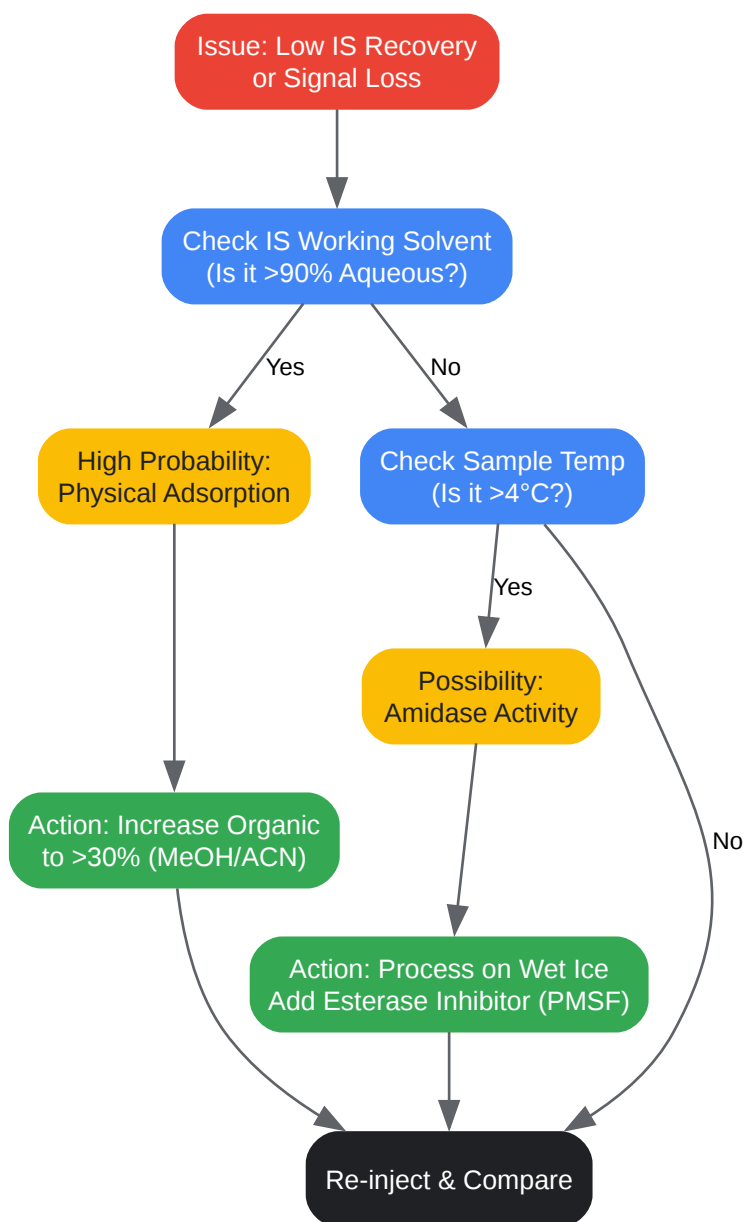 Issue: Low IS Recovery
or Signal Loss
Check IS Working Solvent
(Is it >90% Aqueous?)
Yes
No
High Probability:
Physical Adsorption
Check Sample Temp
(Is it >4°C?)
Yes
Possibility:
Amidase Activity
Action: Increase Organic
to >30% (MeOH/ACN)
No
Action: Process on Wet Ice
Add Esterase Inhibitor (PMSF)
Re-inject & Compare